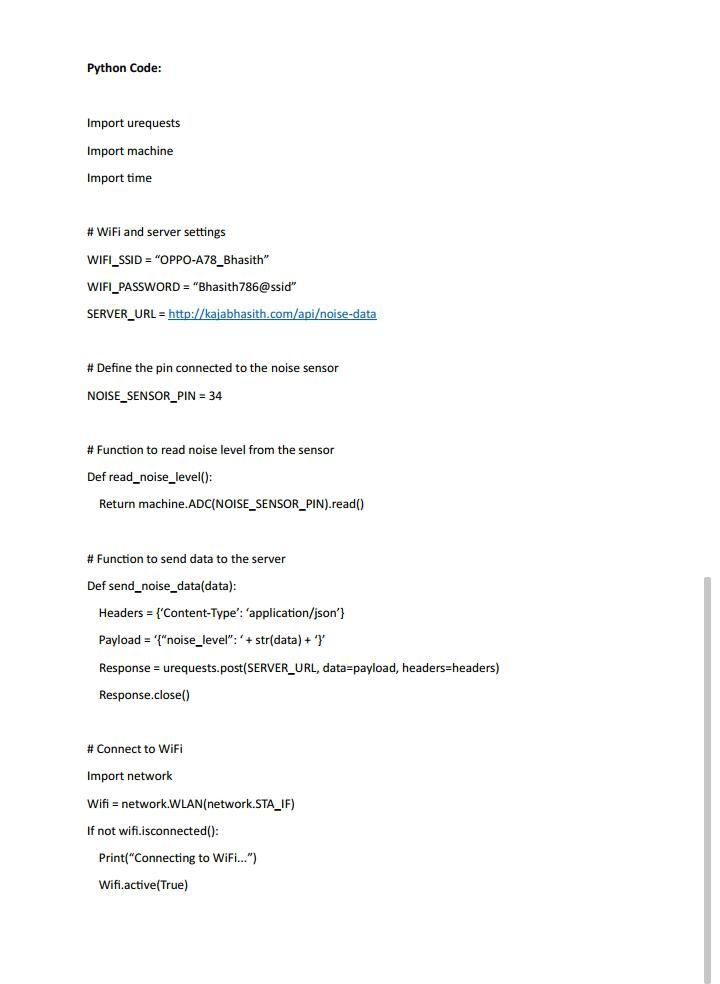 Python Code:
Import urequests
Import machine
Import time
# WiFi and server settings
WIFI_SSID = “OPPO-A78_Bhasith”
WIFI_PASSWORD = “Bhasith786@ssid”
SERVER_URL = http://kajabhasith.com/api/noise-data
# Define the pin connected to the noise sensor
NOISE_SENSOR_PIN = 34
# Function to read noise level from the sensor
Def read_noise_level():
    Return machine.ADC(NOISE_SENSOR_PIN).read()
# Function to send data to the server
Def send_noise_data(data):
    Headers = {‘Content-Type’: ‘application/json’}
    Payload = ‘{“noise_level”: ‘ + str(data) + ‘}’
    Response = urequests.post(SERVER_URL, data=payload, headers=headers)
    Response.close()
# Connect to WiFi
Import network
Wifi = network.WLAN(network.STA_IF)
If not wifi.isconnected():
    Print(“Connecting to WiFi...”)
    Wifi.active(True)